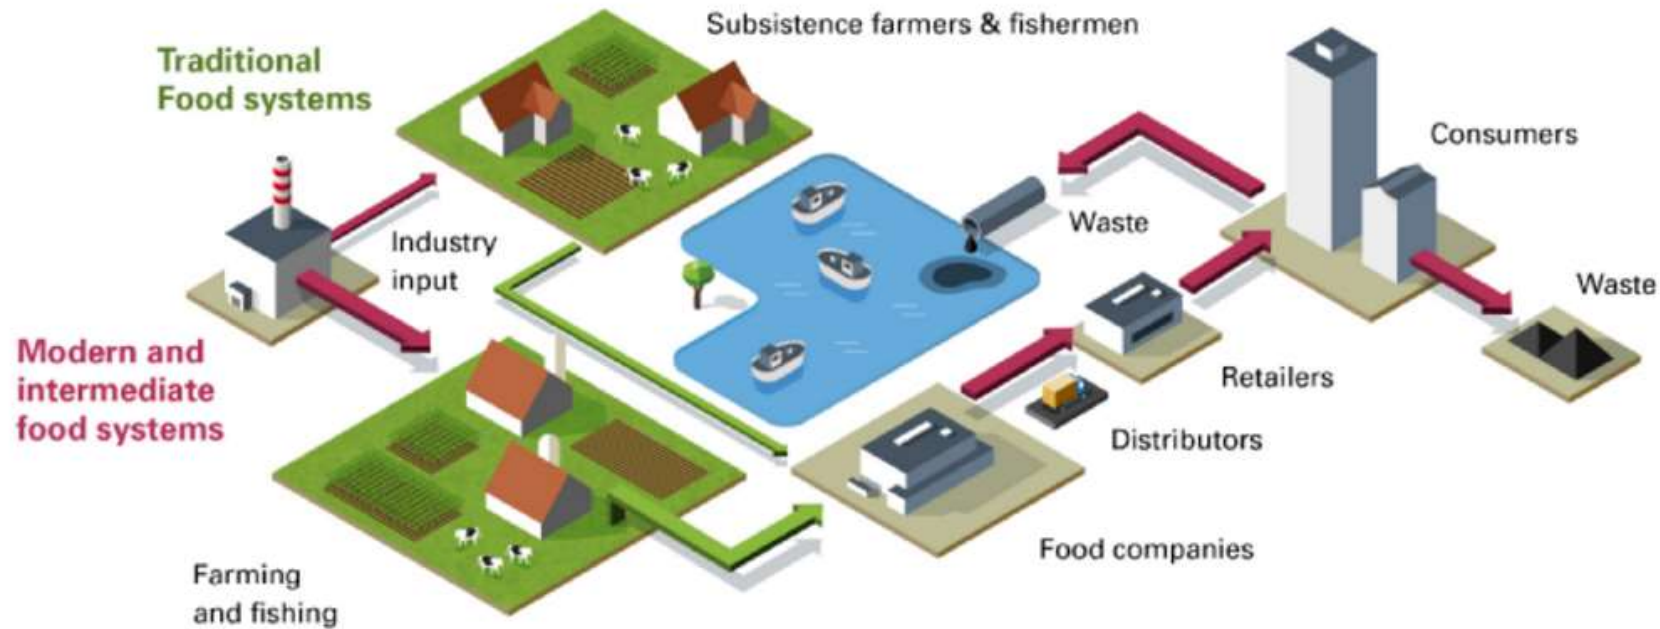 Subsistence farmers & fishermen
Traditional
Food systems
Consumers
Waste
Industry
input
Waste
Modern and
intermediate
food systems
Retailers
Distributors
Food companies
Farming
and fishing